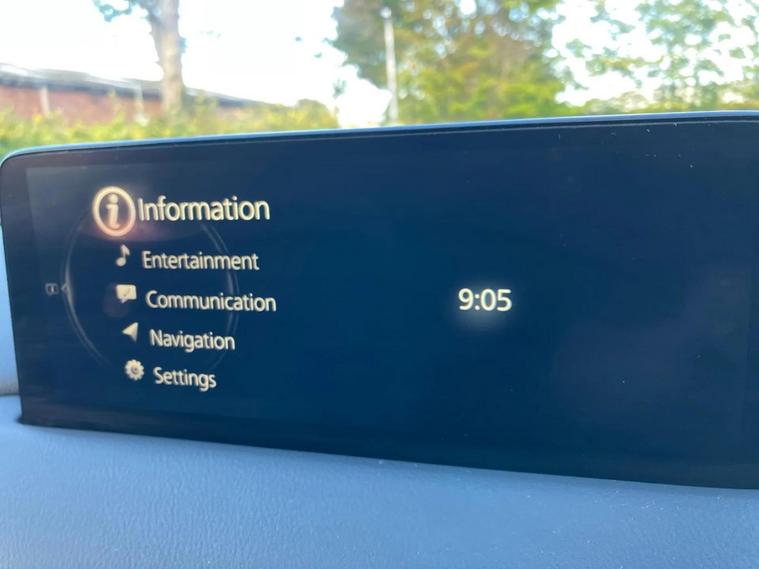 Information
Entertainment
Communication
9:05
Navigation
Settings